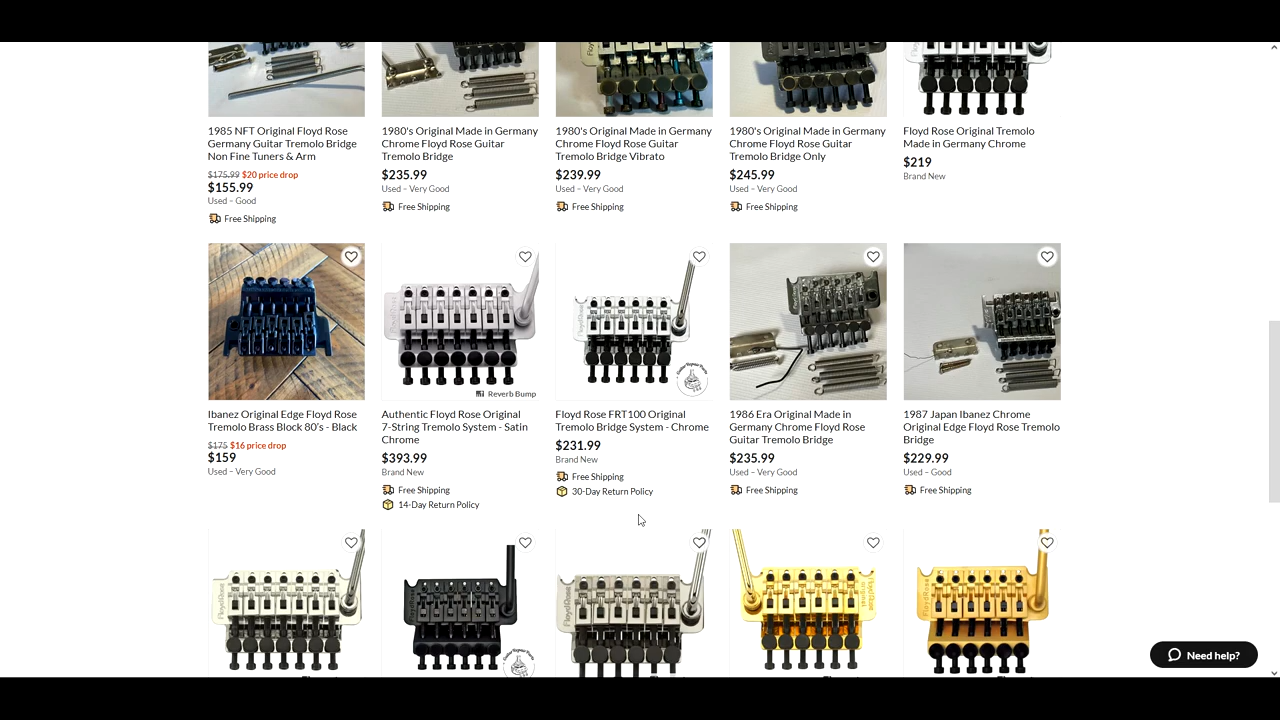 1985 NFT Original Floyd Rose
Germany Guitar Tremolo Bridge
Non Fine Tuners & Arm
$175.99 $20 price drop
$155.99
Used – Good
Free Shipping
1980's Original Made in Germany
Chrome Floyd Rose Guitar
Tremolo Bridge
$235.99
Used – Very Good
Free Shipping
1980's Original Made in Germany
Chrome Floyd Rose Guitar
Tremolo Bridge Vibrato
$239.99
Used – Very Good
Free Shipping
1980's Original Made in Germany
Chrome Floyd Rose Guitar
Tremolo Bridge Only
$245.99
Used – Very Good
Free Shipping
Floyd Rose Original Tremolo
Made in Germany Chrome
$219
Brand New
Ibanez Original Edge Floyd Rose
Tremolo Brass Block 80's - Black
$175 $16 price drop
$159
Used – Very Good
Reverb Bump
Authentic Floyd Rose Original
7-String Tremolo System - Satin
Chrome
$393.99
Brand New
Free Shipping
14-Day Return Policy
Floyd Rose FRT100 Original
Tremolo Bridge System - Chrome
$231.99
Brand New
Free Shipping
30-Day Return Policy
1986 Era Original Made in
Germany Chrome Floyd Rose
Guitar Tremolo Bridge
$235.99
Used – Very Good
Free Shipping
1987 Japan Ibanez Chrome
Original Edge Floyd Rose Tremolo
Bridge
$229.99
Used – Good
Free Shipping
FloydRose
FloydRose
FloydRose
Original
FloydRose
Need help?